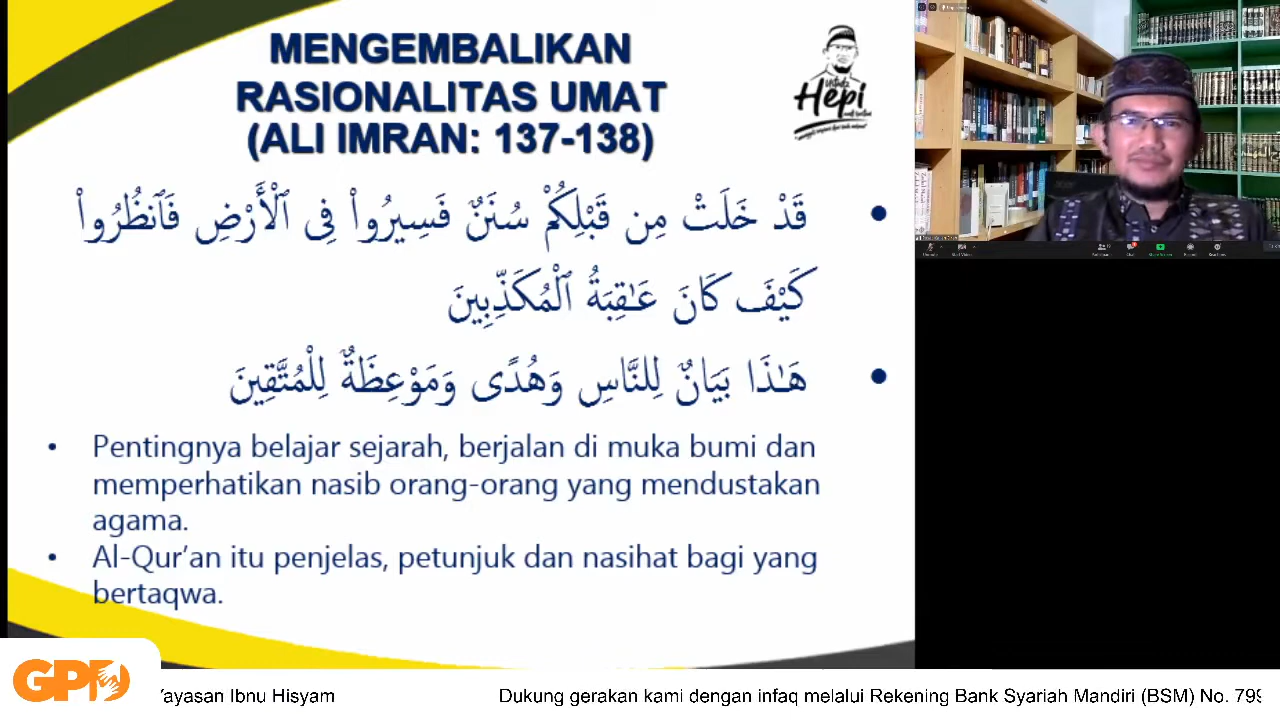 MENGEMBALIKAN
RASIONALITAS UMAT
(ALI IMRAN: 137-138)
Ustadz
Hepi
• قَدْ خَلَتْ مِن قَبْلِكُمْ سُنَنٌ فَسِيرُوا۟ فِى ٱلْأَرْضِ فَٱنظُرُوا۟
كَيْفَ كَانَ عَـٰقِبَةُ ٱلْمُكَذِّبِينَ
• هَـٰذَا بَيَانٌ لِلنَّاسِ وَهُدًى وَمَوْعِظَةٌ لِلْمُتَّقِينَ
• Pentingnya belajar sejarah, berjalan di muka bumi dan
memperhatikan nasib orang-orang yang mendustakan
agama.
• Al-Qur’an itu penjelas, petunjuk dan nasihat bagi yang
bertaqwa.
GPD
Yayasan Ibnu Hisyam
Dukung gerakan kami dengan infaq melalui Rekening Bank Syariah Mandiri (BSM) No. 799